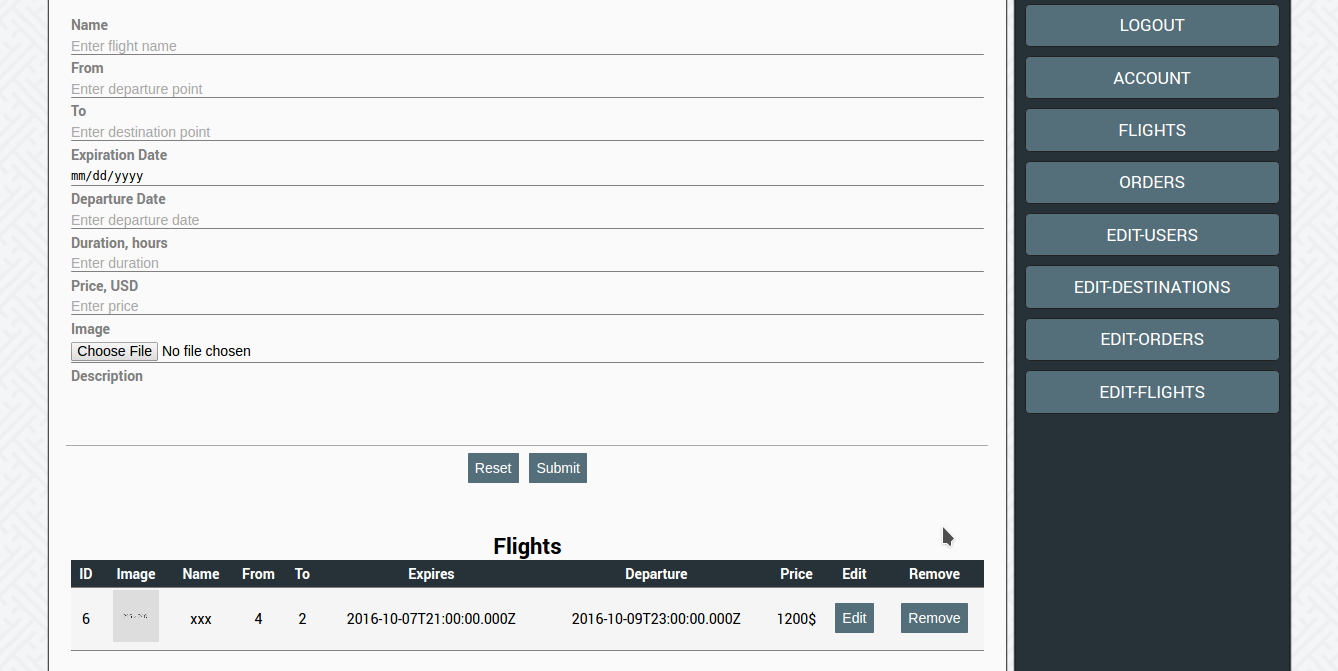 Name
Enter flight name
From
Enter departure point
To
Enter destination point
Expiration Date
mm/dd/yyyy
Departure Date
Enter departure date
Duration, hours
Enter duration
Price, USD
Enter price
Image
Choose File No file chosen
Description
Reset Submit
Flights
ID Image Name From To Expires Departure Price Edit Remove
6 xxx 4 2 2016-10-07T21:00:00.000Z 2016-10-09T23:00:00.000Z 1200$ Edit Remove
LOGOUT
ACCOUNT
FLIGHTS
ORDERS
EDIT-USERS
EDIT-DESTINATIONS
EDIT-ORDERS
EDIT-FLIGHTS